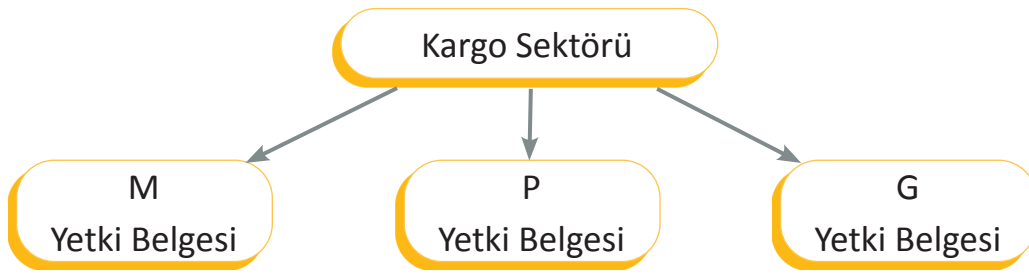 Kargo Sektörü
M
Yetki Belgesi
P
Yetki Belgesi
G
Yetki Belgesi